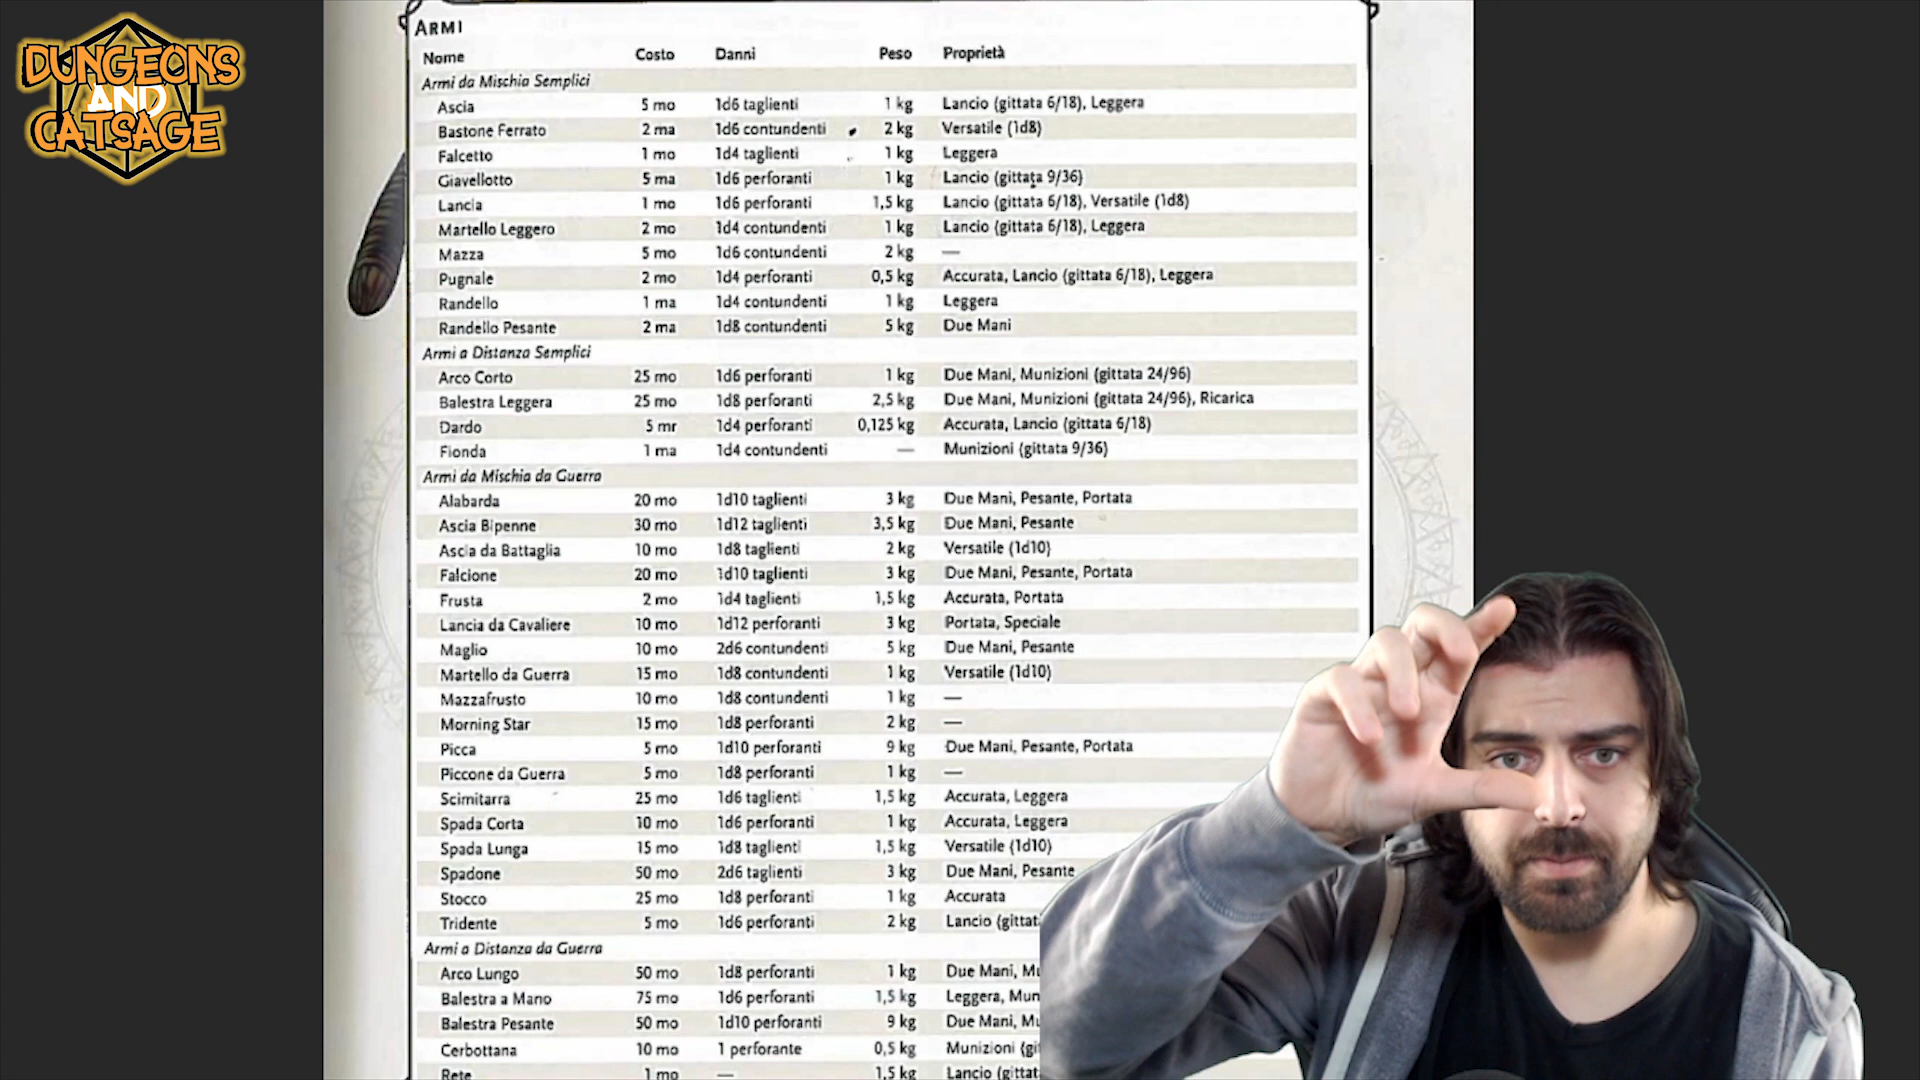 DUNGEONS
AND
CATSAGE
ARMI
Nome Costo Danni Peso Proprietà
Armi da Mischia Semplici
Ascia 5 mo 1d6 taglienti 1 kg Lancio (gittata 6/18), Leggera
Bastone Ferrato 2 ma 1d6 contundenti 2 kg Versatile (1d8)
Falcetto 1 mo 1d4 taglienti 1 kg Leggera
Giavellotto 5 ma 1d6 perforanti 1 kg Lancio (gittata 9/36)
Lancia 1 mo 1d6 perforanti 1,5 kg Lancio (gittata 6/18), Versatile (1d8)
Martello Leggero 2 mo 1d4 contundenti 1 kg Lancio (gittata 6/18), Leggera
Mazza 5 mo 1d6 contundenti 2 kg —
Pugnale 2 mo 1d4 perforanti 0,5 kg Accurata, Lancio (gittata 6/18), Leggera
Randello 1 ma 1d4 contundenti 1 kg Leggera
Randello Pesante 2 ma 1d8 contundenti 5 kg Due Mani
Armi a Distanza Semplici
Arco Corto 25 mo 1d6 perforanti 1 kg Due Mani, Munizioni (gittata 24/96)
Balestra Leggera 25 mo 1d8 perforanti 2,5 kg Due Mani, Munizioni (gittata 24/96), Ricarica
Dardo 5 mr 1d4 perforanti 0,125 kg Accurata, Lancio (gittata 6/18)
Fionda 1 ma 1d4 contundenti — Munizioni (gittata 9/36)
Armi da Mischia da Guerra
Alabarda 20 mo 1d10 taglienti 3 kg Due Mani, Pesante, Portata
Ascia Bipenne 30 mo 1d12 taglienti 3,5 kg Due Mani, Pesante
Ascia da Battaglia 10 mo 1d8 taglienti 2 kg Versatile (1d10)
Falcione 20 mo 1d10 taglienti 3 kg Due Mani, Pesante, Portata
Frusta 2 mo 1d4 taglienti 1,5 kg Accurata, Portata
Lancia da Cavaliere 10 mo 1d12 perforanti 3 kg Portata, Speciale
Maglio 10 mo 2d6 contundenti 5 kg Due Mani, Pesante
Martello da Guerra 15 mo 1d8 contundenti 1 kg Versatile (1d10)
Mazzafrusto 10 mo 1d8 contundenti 1 kg —
Morning Star 15 mo 1d8 perforanti 2 kg —
Picca 5 mo 1d10 perforanti 9 kg Due Mani, Pesante, Portata
Piccone da Guerra 5 mo 1d8 perforanti 1 kg —
Scimitarra 25 mo 1d6 taglienti 1,5 kg Accurata, Leggera
Spada Corta 10 mo 1d6 perforanti 1 kg Accurata, Leggera
Spada Lunga 15 mo 1d8 taglienti 1,5 kg Versatile (1d10)
Spadone 50 mo 2d6 taglienti 3 kg Due Mani, Pesante
Stocco 25 mo 1d8 perforanti 1 kg Accurata
Tridente 5 mo 1d6 perforanti 2 kg Lancio (gittat
Armi a Distanza da Guerra
Arco Lungo 50 mo 1d8 perforanti 1 kg Due Mani, Mu
Balestra a Mano 75 mo 1d6 perforanti 1,5 kg Leggera, Mun
Balestra Pesante 50 mo 1d10 perforanti 9 kg Due Mani, Mu
Cerbottana 10 mo 1 perforante 0,5 kg Munizioni (gi
Rete 1 mo — 1,5 kg Lancio (gittat